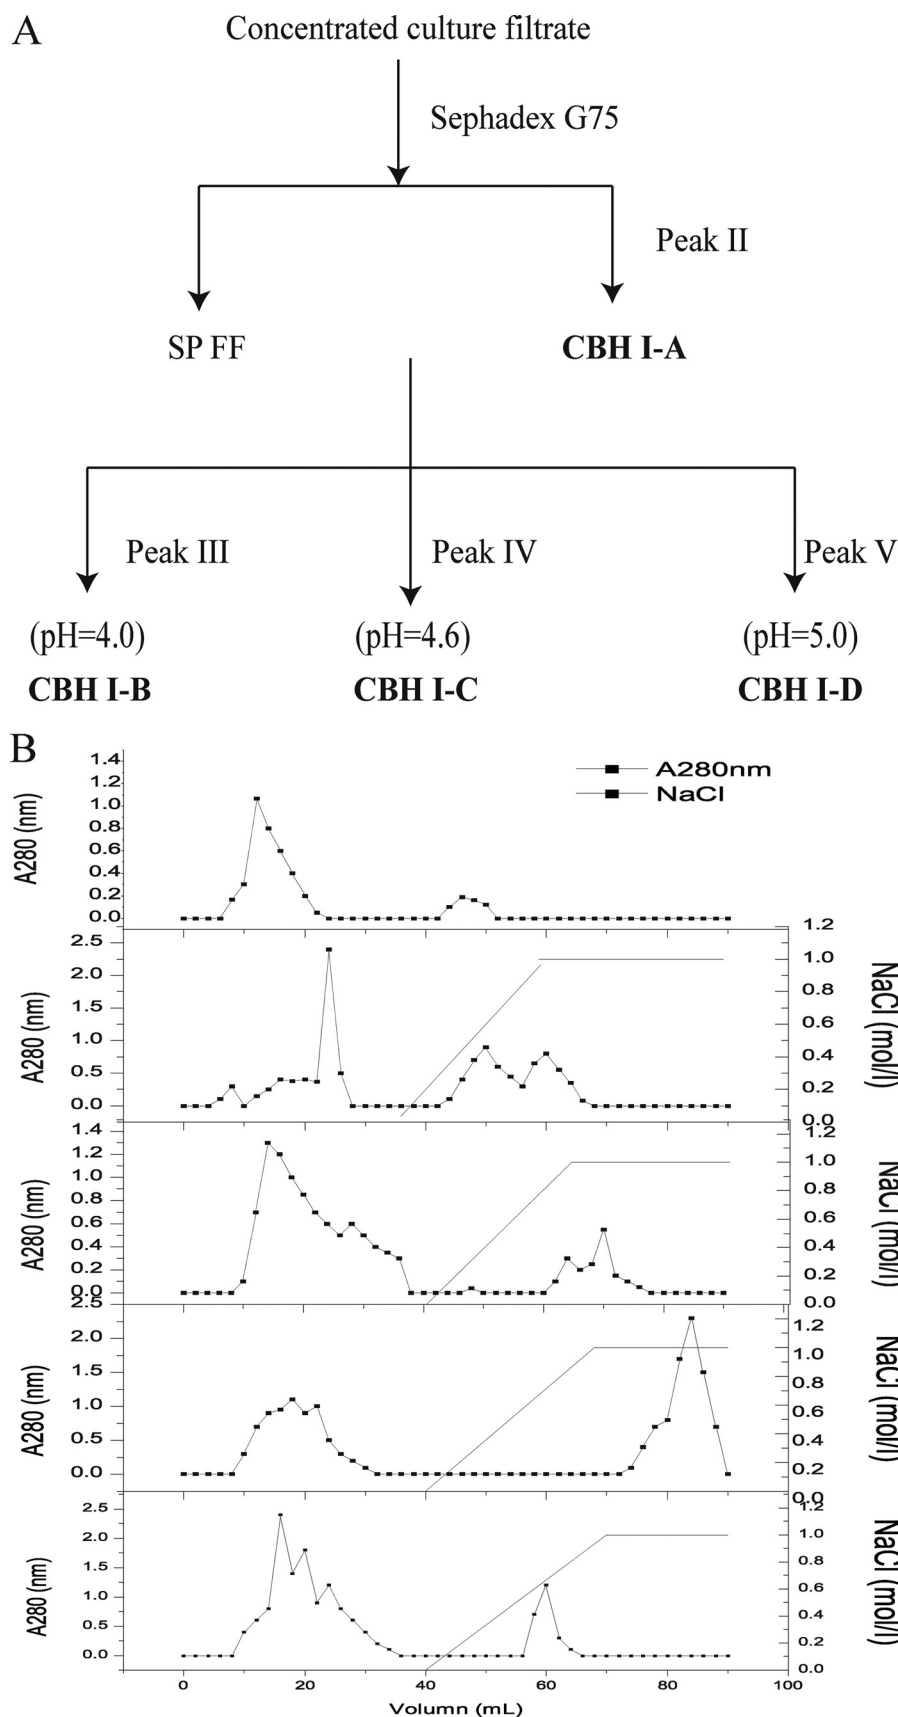 A
Concentrated culture filtrate
Sephadex G75
Peak II
SP FF
CBH I-A
Peak III
Peak IV
Peak V
(pH=4.0)
(pH=4.6)
(pH=5.0)
CBH I-B
CBH I-C
CBH I-D
B
A280nm
NaCl
A280 (nm)
1.4
1.2
1.0
0.8
0.6
0.4
0.2
0.0
A280 (nm)
2.5
2.0
1.0
0.5
0.0
1.2
1.0
0.8
0.6
0.4
0.2
0.0
NaCl (mol/l)
A280 (nm)
1.4
1.2
1.0
0.8
0.6
0.4
0.2
0.0
1.2
1.0
0.8
0.6
0.4
0.2
0.0
NaCl (mol/l)
A280 (nm)
2.5
2.0
1.5
1.0
0.5
0.0
1.2
1.0
0.8
0.6
0.4
0.2
0.0
NaCl (mol/l)
A280 (nm)
2.5
2.0
1.5
1.0
0.5
0.0
1.2
1.0
0.8
0.6
0.4
0.2
0.0
NaCl (mol/l)
0 20 40 60 80 100
Volumn (mL)